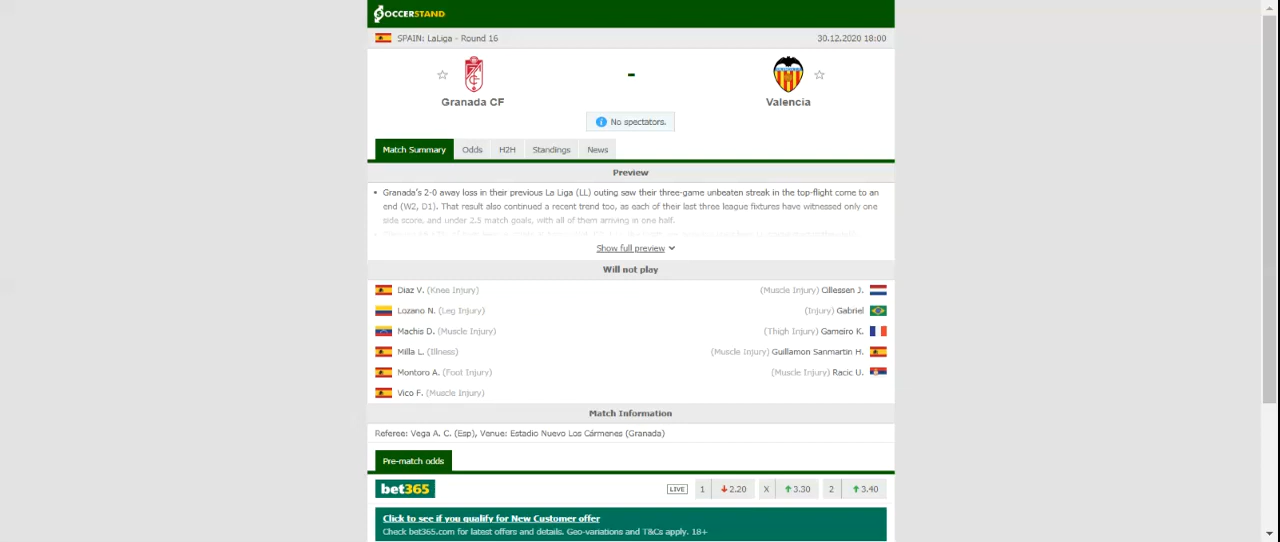 SOCCERSTAND
SPAIN: LaLiga - Round 16 30.12.2020 18:00
-
Granada CF Valencia
No spectators.
Match Summary Odds H2H Standings News
Preview
• Granada's 2-0 away loss in their previous La Liga (LL) outing saw their three-game unbeaten streak in the top-flight come to an
end (W2, D1). That result also continued a recent trend too, as each of their last three league fixtures have witnessed only one
side score, and under 2.5 match goals, with all of them arriving in one half.
Show full preview
Will not play
Diaz V. (Knee Injury) (Muscle Injury) Cillessen J.
Lozano N. (Leg Injury) (Injury) Gabriel
Machis D. (Muscle Injury) (Thigh Injury) Gameiro K.
Milla L. (Illness) (Muscle Injury) Guillamon Sanmartin H.
Montoro A. (Foot Injury) (Muscle Injury) Racic U.
Vico F. (Muscle Injury)
Match Information
Referee: Vega A. C. (Esp), Venue: Estadio Nuevo Los Cármenes (Granada)
Pre-match odds
bet365 LIVE 1 2.20 X 3.30 2 3.40
Click to see if you qualify for New Customer offer
Check bet365.com for latest offers and details. Geo-variations and T&Cs apply. 18+